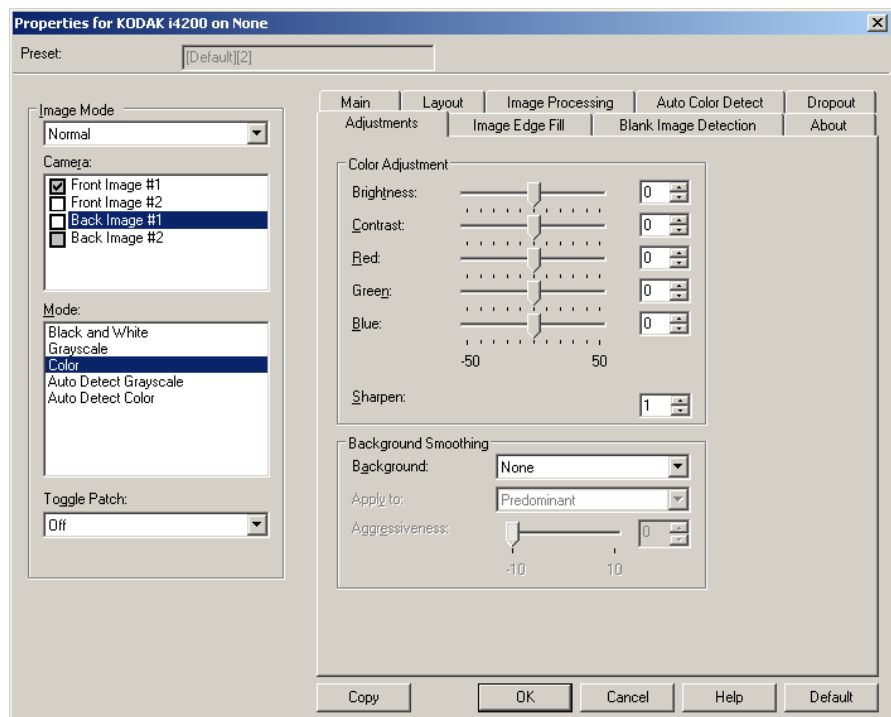 Properties for KODAK i4200 on None
Preset: [Default][2]
Image Mode
Normal
Camera:
Front Image #1
Front Image #2
Back Image #1
Back Image #2
Mode:
Black and White
Grayscale
Color
Auto Detect Grayscale
Auto Detect Color
Toggle Patch:
Off
Main Layout Image Processing Auto Color Detect Dropout
Adjustments Image Edge Fill Blank Image Detection About
Color Adjustment
Brightness: 0
Contrast: 0
Red: 0
Green: 0
Blue: 0
-50 50
Sharpen: 1
Background Smoothing
Background: None
Apply to: Predominant
Aggressiveness: 0
-10 10
Copy OK Cancel Help Default